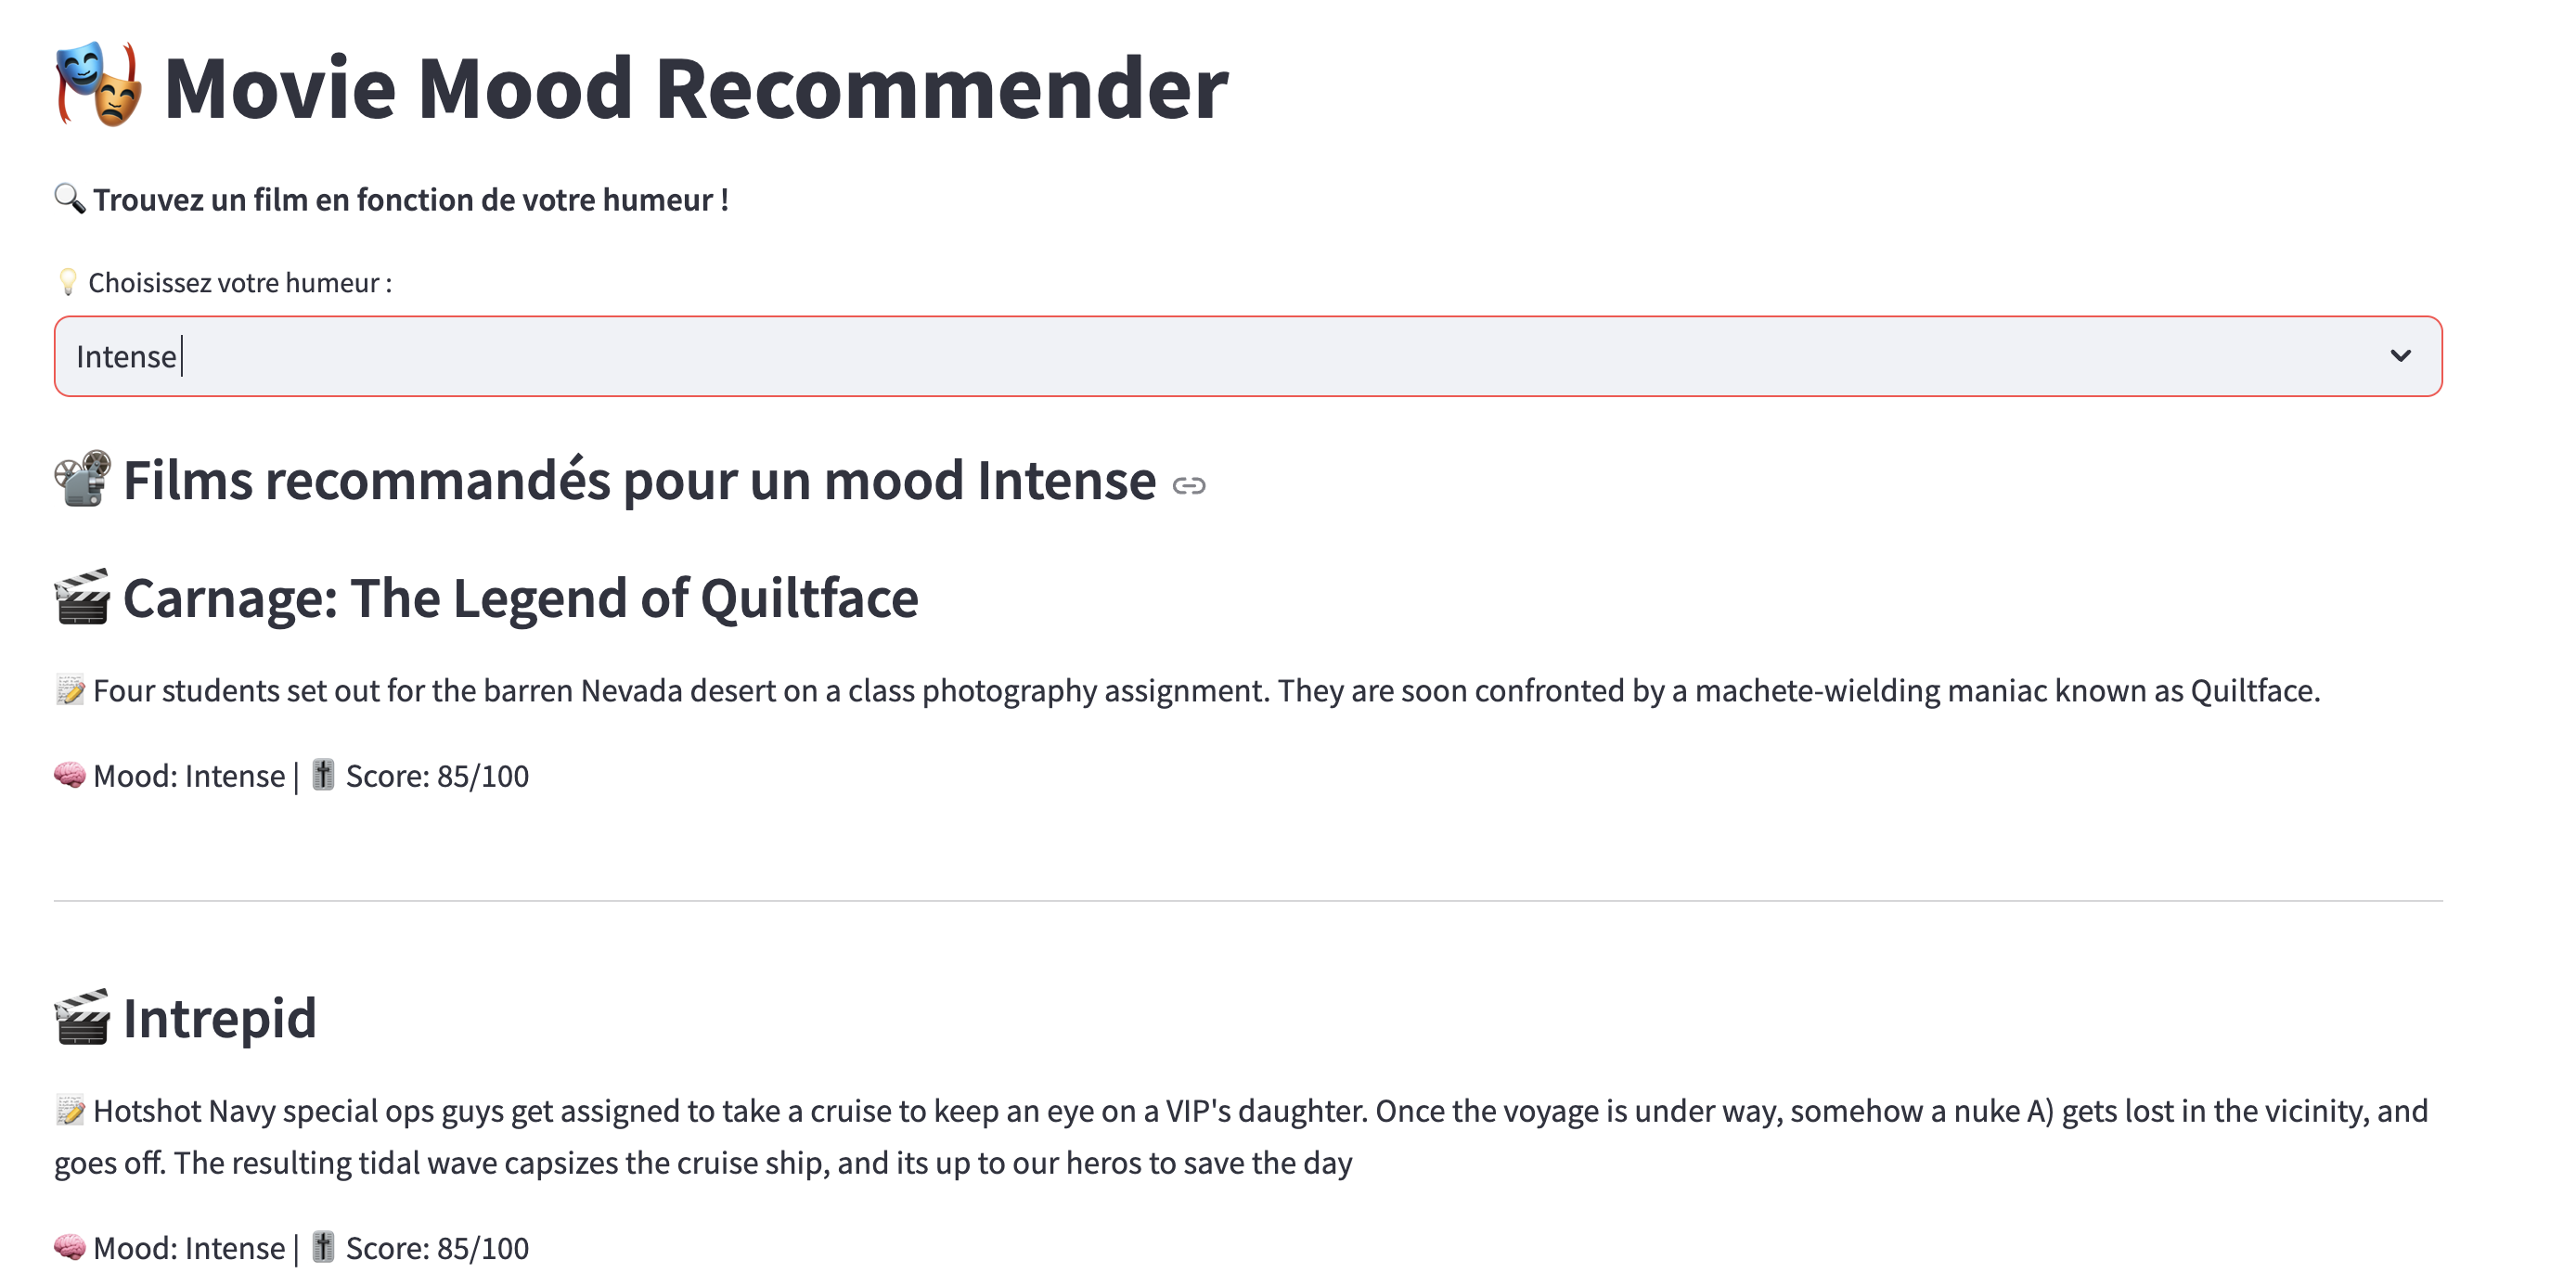 Movie Mood Recommender
Trouvez un film en fonction de votre humeur !
Choisissez votre humeur :
Intense
Films recommandés pour un mood Intense
Carnage: The Legend of Quiltface
Four students set out for the barren Nevada desert on a class photography assignment. They are soon confronted by a machete-wielding maniac known as Quiltface.
Mood: Intense | Score: 85/100
Intrepid
Hotshot Navy special ops guys get assigned to take a cruise to keep an eye on a VIP's daughter. Once the voyage is under way, somehow a nuke A) gets lost in the vicinity, and
goes off. The resulting tidal wave capsizes the cruise ship, and its up to our heros to save the day
Mood: Intense | Score: 85/100